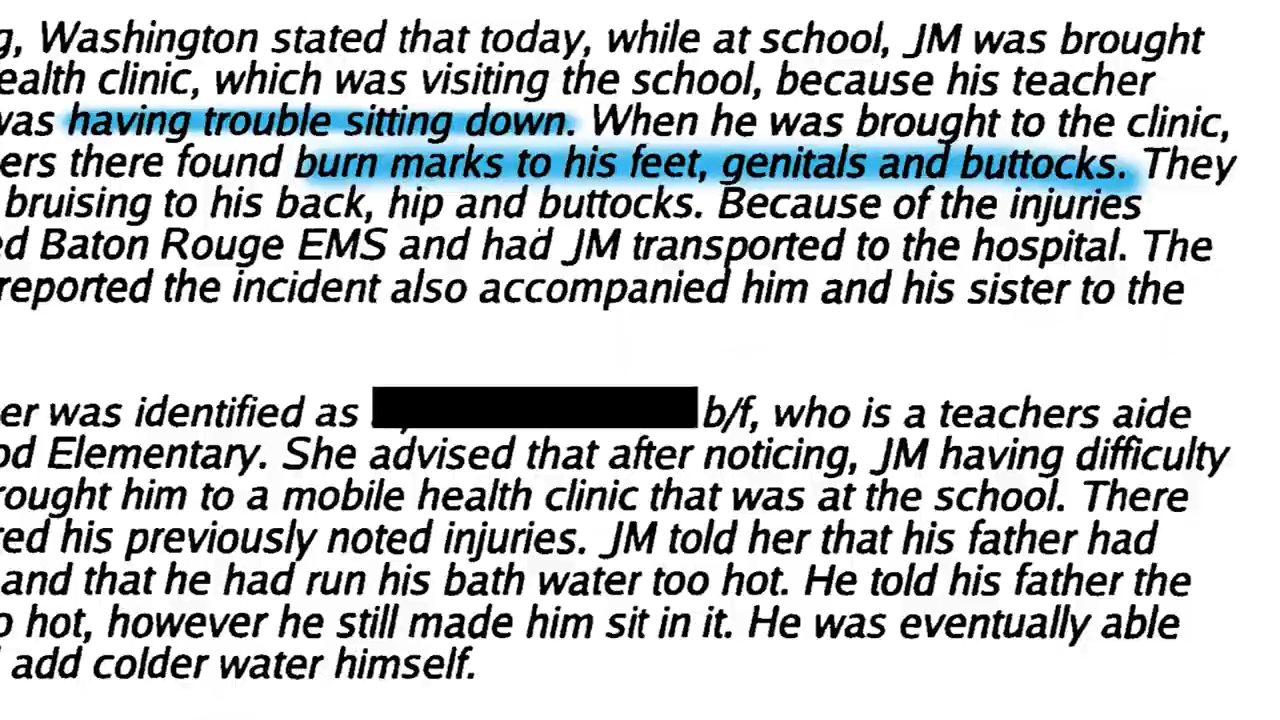 g, Washington stated that today, while at school, JM was brought
ealth clinic, which was visiting the school, because his teacher
was having trouble sitting down. When he was brought to the clinic,
ers there found burn marks to his feet, genitals and buttocks. They
bruising to his back, hip and buttocks. Because of the injuries
ed Baton Rouge EMS and had JM transported to the hospital. The
reported the incident also accompanied him and his sister to the
er was identified as b/f, who is a teachers aide
od Elementary. She advised that after noticing, JM having difficulty
rought him to a mobile health clinic that was at the school. There
red his previously noted injuries. JM told her that his father had
and that he had run his bath water too hot. He told his father the
o hot, however he still made him sit in it. He was eventually able
add colder water himself.